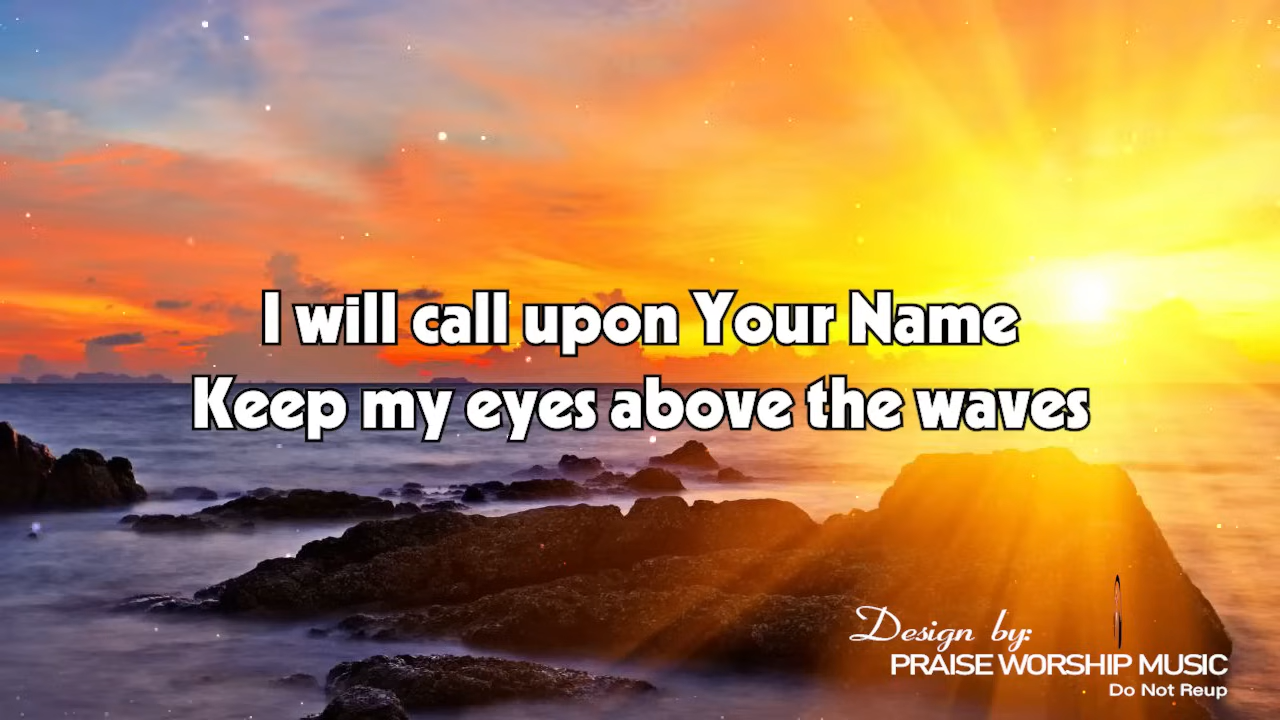 I will call upon Your Name
Keep my eyes above the waves
Design by:
PRAISE WORSHIP MUSIC
Do Not Reup